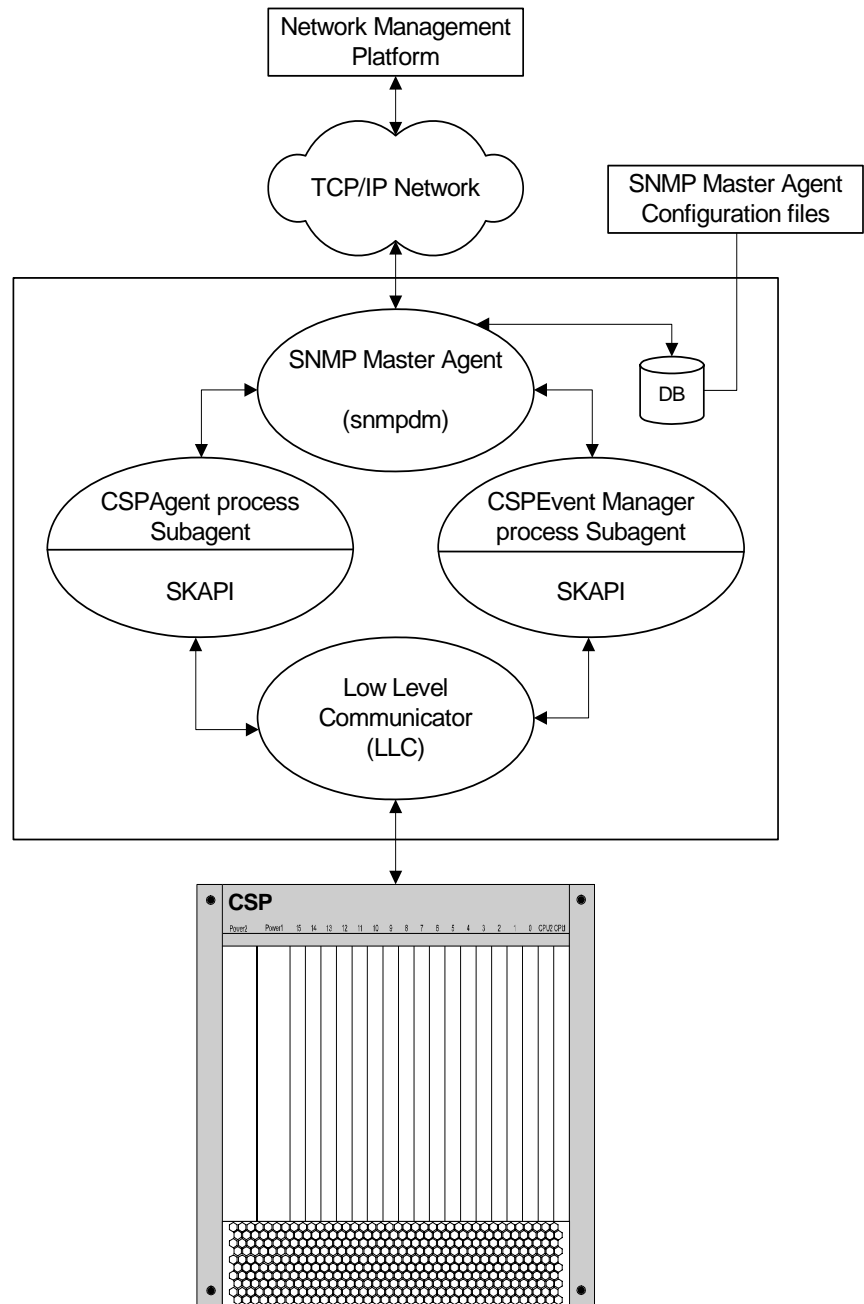 Network Management
Platform
TCP/IP Network
SNMP Master Agent
Configuration files
SNMP Master Agent
(snmpdm)
DB
CSPAgent process
Subagent
SKAPI
CSPEvent Manager
process Subagent
SKAPI
Low Level
Communicator
(LLC)
CSP
Power2 Power1 15 14 13 12 11 10 9 8 7 6 5 4 3 2 1 0 CPU2 CPU1